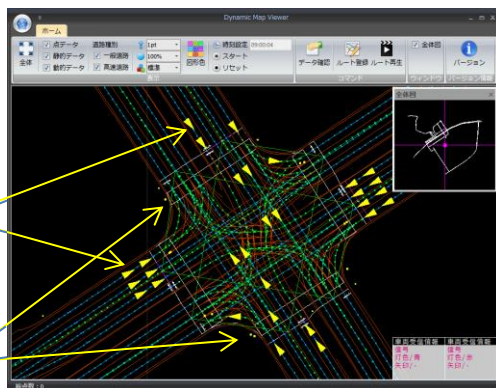 Dynamic Map Viewer
ホーム
全体
点データ
静的データ
動的データ
道路種別
一般道路
高速道路
1pt
100%
標準
図形色
時刻設定 09:00:04
スタート
リセット
表示
データ確認
ルート登録
ルート再生
コマンド
全体図
ウィンドウ
バージョン
バージョン情報
全体図
車両受信情報
信号
灯色/青
矢印/-
車両受信情報
信号
灯色/赤
矢印/-